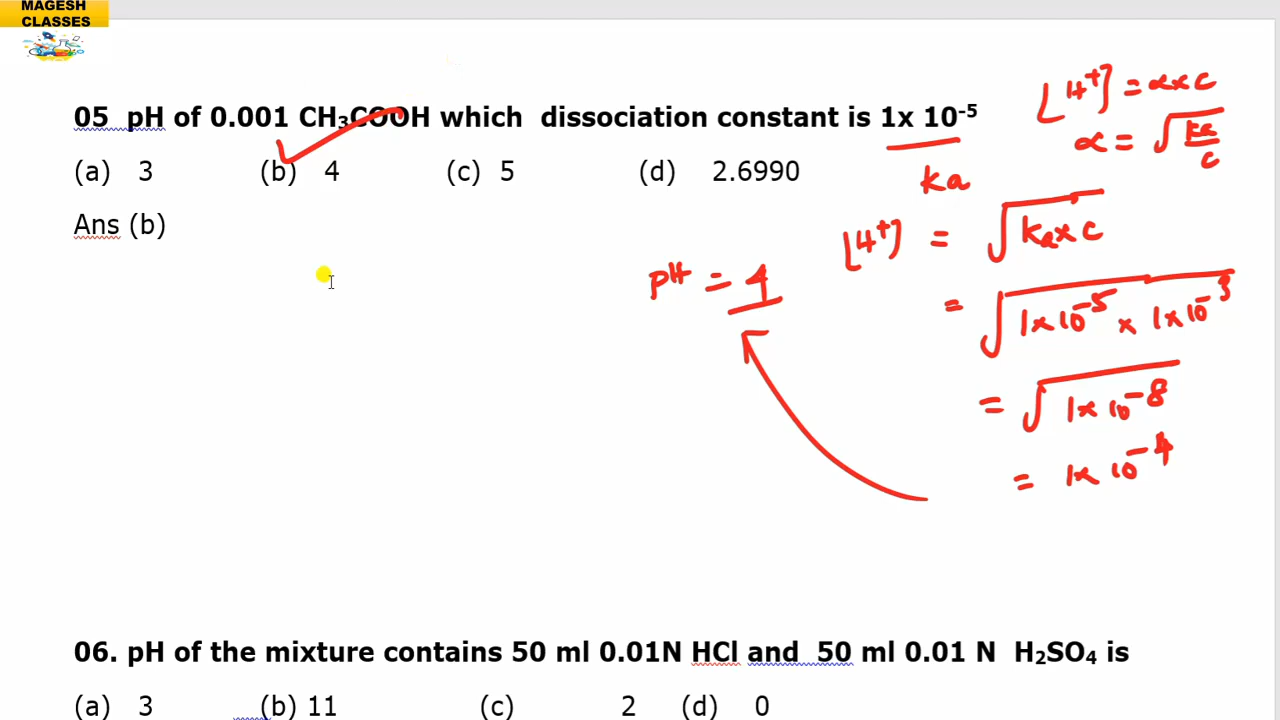 MAGESH
CLASSES
05 pH of 0.001 CH₃COOH which dissociation constant is 1x 10⁻⁵
(a) 3 (b) 4 (c) 5 (d) 2.6990
Ans (b)
[H⁺] = α x c
α = √(ka/c)
ka
[H⁺] = √(ka x c)
pH = 4
= √(1x10⁻⁵ x 1x10⁻³)
= √(1x10⁻⁸)
= 1x10⁻⁴
06. pH of the mixture contains 50 ml 0.01N HCl and 50 ml 0.01 N H₂SO₄ is
(a) 3 (b) 11 (c) 2 (d) 0